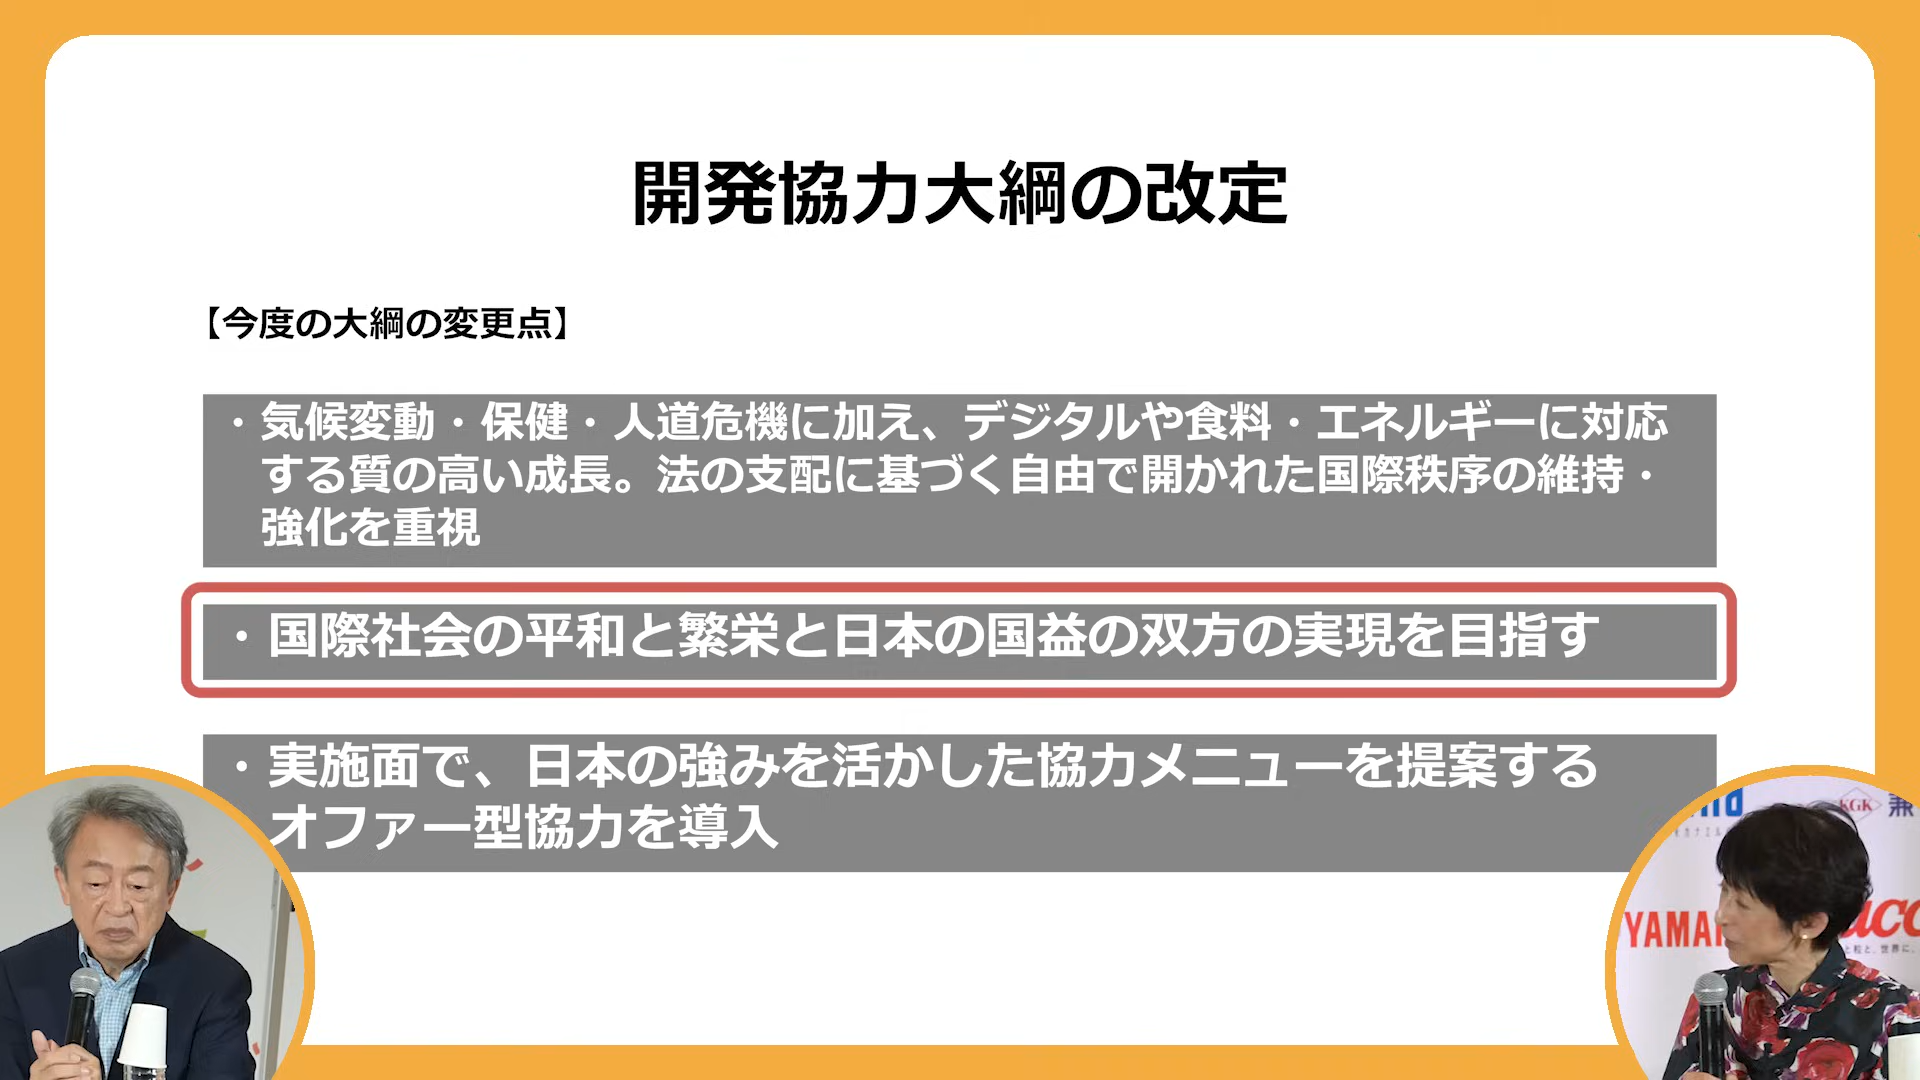 開発協力大綱の改定
【今度の大綱の変更点】
・気候変動・保健・人道危機に加え、デジタルや食料・エネルギーに対応
する質の高い成長。法の支配に基づく自由で開かれた国際秩序の維持・
強化を重視
・国際社会の平和と繁栄と日本の国益の双方の実現を目指す
・実施面で、日本の強みを活かした協力メニューを提案する
オファー型協力を導入
KGK
兼
YAMA